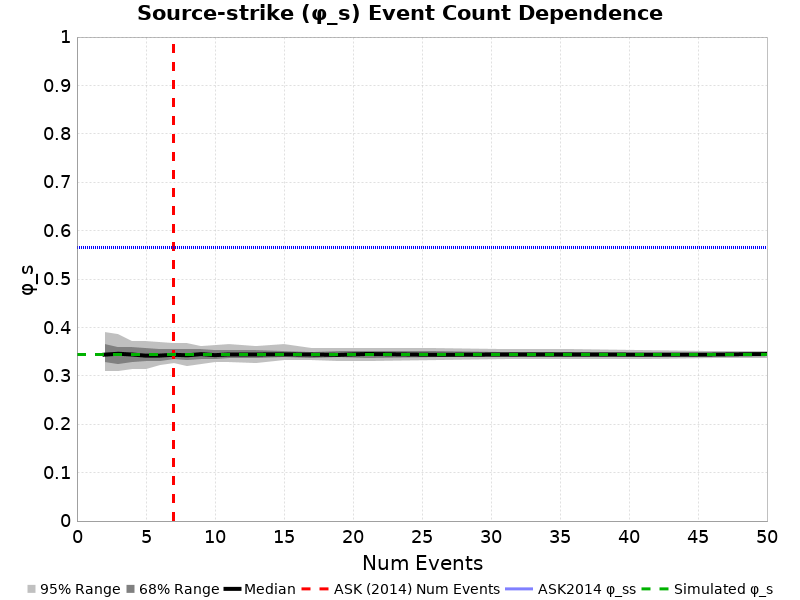 Source-strike (φ_s) Event Count Dependence
1
0.9
0.8
0.7
0.6
0.5
0.4
0.3
0.2
0.1
0
φ_s
0 5 10 15 20 25 30 35 40 45 50
Num Events
95% Range 68% Range Median ASK (2014) Num Events ASK2014 φ_ss Simulated φ_s